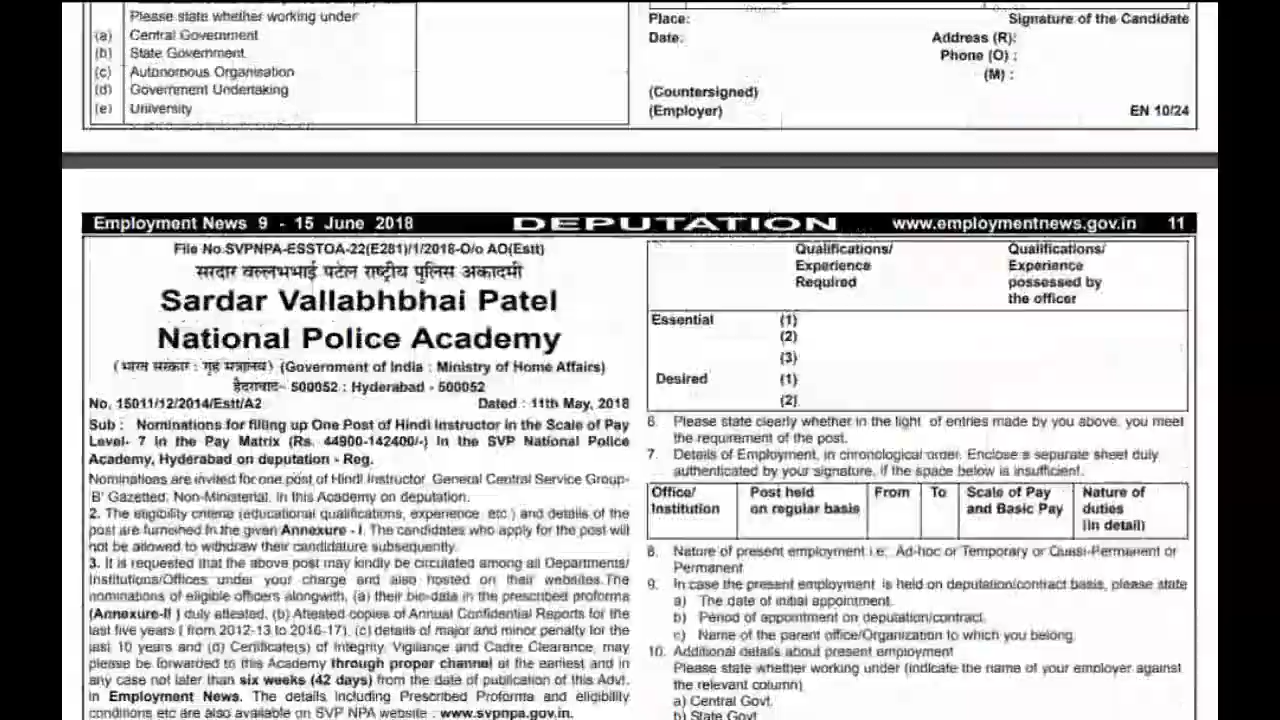 Please state whether working under
(a) Central Government
(b) State Government
(c) Autonomous Organisation
(d) Government Undertaking
(e) University
Place: Signature of the Candidate
Date: Address (R):
Phone (O) :
(M) :
(Countersigned)
(Employer) EN 10/24
Employment News 9 - 15 June 2018 DEPUTATION www.employmentnews.gov.in 11
File No.SVPNPA-ESSTOA-22(E281)/1/2018-O/o AO(Estt)
सरदार वल्लभभाई पटेल राष्ट्रीय पुलिस अकादमी
Sardar Vallabhbhai Patel
National Police Academy
(भारत सरकार : गृह मंत्रालय) (Government of India : Ministry of Home Affairs)
हैदराबाद- 500052 : Hyderabad - 500052
No. 15011/12/2014/Estt/A2 Dated : 11th May, 2018
Sub : Nominations for filling up One Post of Hindi Instructor in the Scale of Pay
Level- 7 in the Pay Matrix (Rs. 44900-142400/-) in the SVP National Police
Academy, Hyderabad on deputation - Reg.
Nominations are invited for one post of Hindi Instructor, General Central Service Group-
'B' Gazetted, Non-Ministerial, in this Academy on deputation.
2. The eligibility criteria (educational qualifications, experience, etc.) and details of the
post are furnished in the given Annexure - I. The candidates who apply for the post will
not be allowed to withdraw their candidature subsequently.
3. It is requested that the above post may kindly be circulated among all Departments/
Institutions/Offices under your charge and also hosted on their websites.The
nominations of eligible officers alongwith, (a) their bio-data in the prescribed proforma
(Annexure-II ) duly attested, (b) Attested copies of Annual Confidential Reports for the
last five years ( from 2012-13 to 2016-17), (c) details of major and minor penalty for the
last 10 years and (d) Certificate(s) of Integrity, Vigilance and Cadre Clearance, may
please be forwarded to this Academy through proper channel at the earliest and in
any case not later than six weeks (42 days) from the date of publication of this Advt.
in Employment News. The details including Prescribed Proforma and eligibility
conditions etc are also available on SVP NPA website : www.svpnpa.gov.in.
Qualifications/ Qualifications/
Experience Experience
Required possessed by
the officer
Essential (1)
(2)
(3)
Desired (1)
(2)
6. Please state clearly whether in the light of entries made by you above, you meet
the requirement of the post.
7. Details of Employment, in chronological order. Enclose a separate sheet duly
authenticated by your signature, if the space below is insufficient.
Office/ Post held From To Scale of Pay Nature of
Institution on regular basis and Basic Pay duties
(in detail)
8. Nature of present employment i.e. Ad-hoc or Temporary or Quasi-Permanent or
Permanent
9. In case the present employment is held on deputation/contract basis, please state
a) The date of initial appointment.
b) Period of appointment on deputation/contract.
c) Name of the parent office/Organization to which you belong.
10. Additional details about present employment
Please state whether working under (indicate the name of your employer against
the relevant column)
a) Central Govt.
b) State Govt.